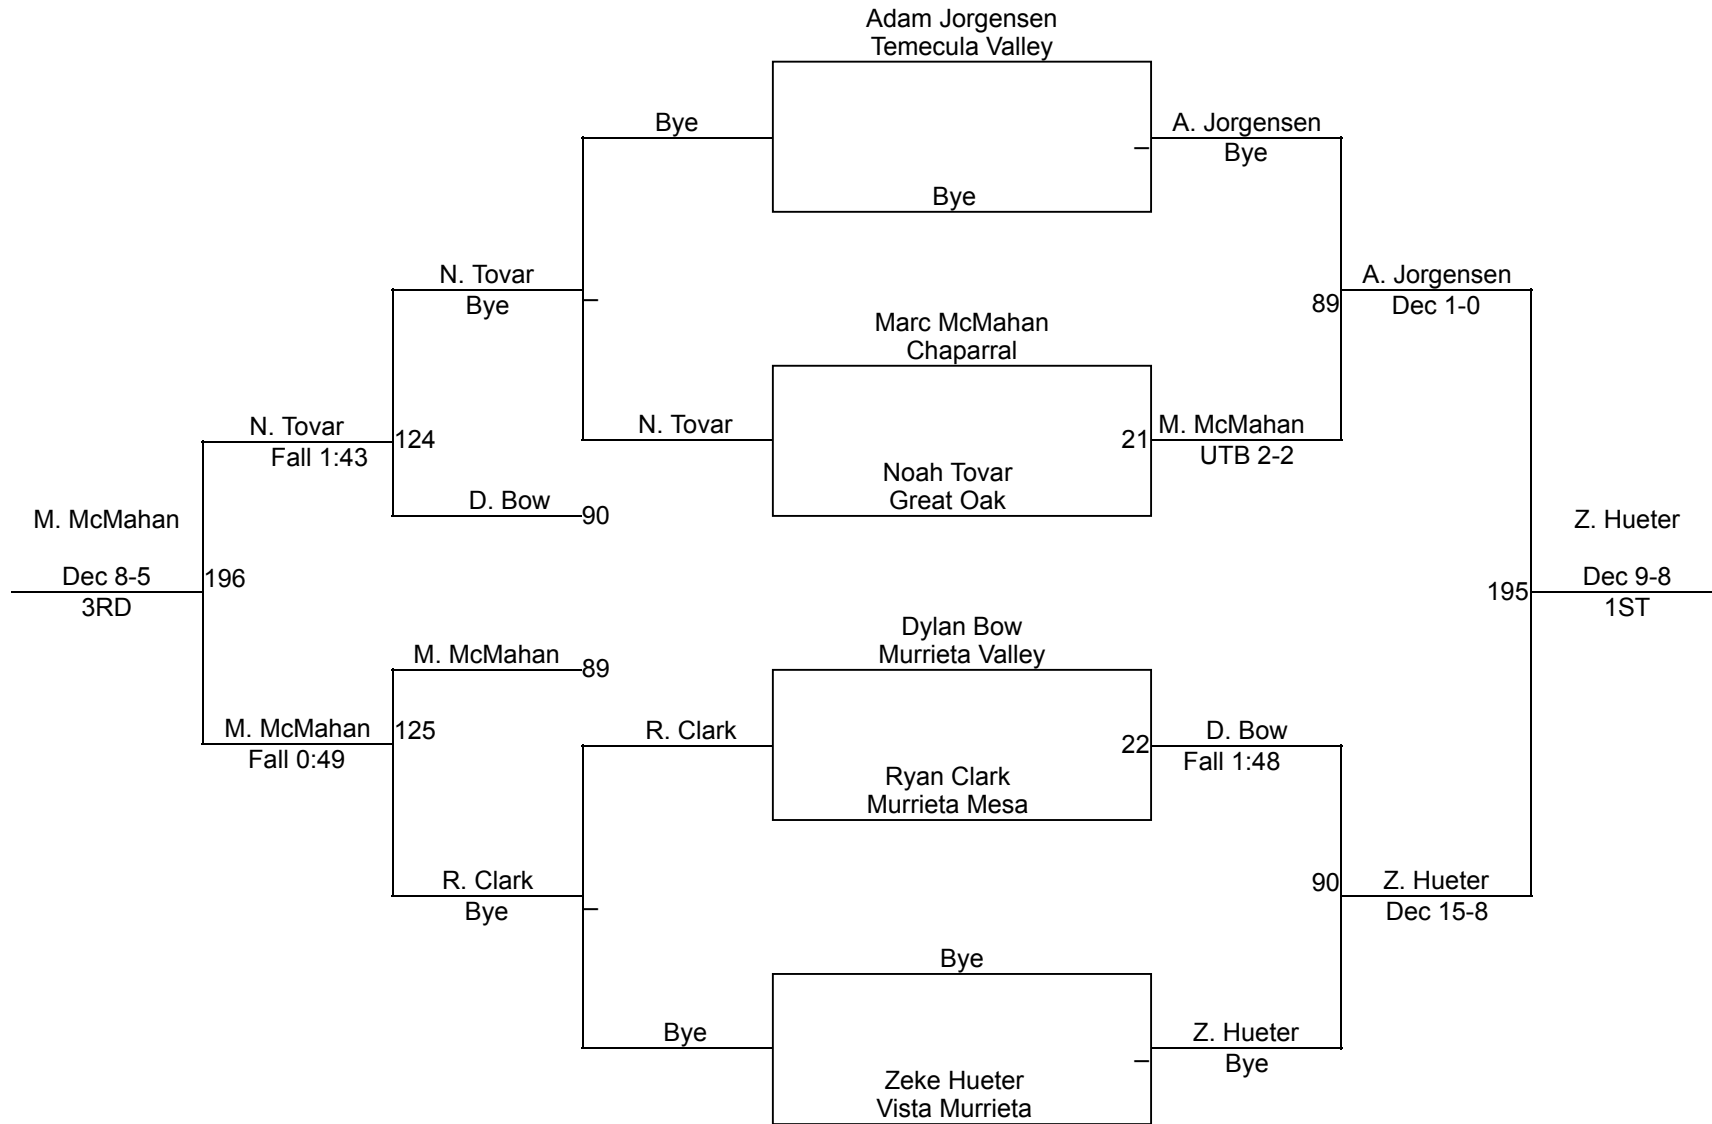 Adam Jorgensen
Temecula Valley
Bye
A. Jorgensen
Bye
Bye
N. Tovar
Bye
A. Jorgensen
89
Dec 1-0
Marc McMahan
Chaparral
N. Tovar
124
Fall 1:43
N. Tovar
21
M. McMahan
UTB 2-2
Noah Tovar
Great Oak
D. Bow
90
M. McMahan
Dec 8-5
196
3RD
Z. Hueter
195
Dec 9-8
1ST
Dylan Bow
Murrieta Valley
M. McMahan
89
M. McMahan
125
Fall 0:49
R. Clark
22
D. Bow
Fall 1:48
Ryan Clark
Murrieta Mesa
R. Clark
Bye
90
Z. Hueter
Dec 15-8
Bye
Bye
Z. Hueter
Bye
Zeke Hueter
Vista Murrieta